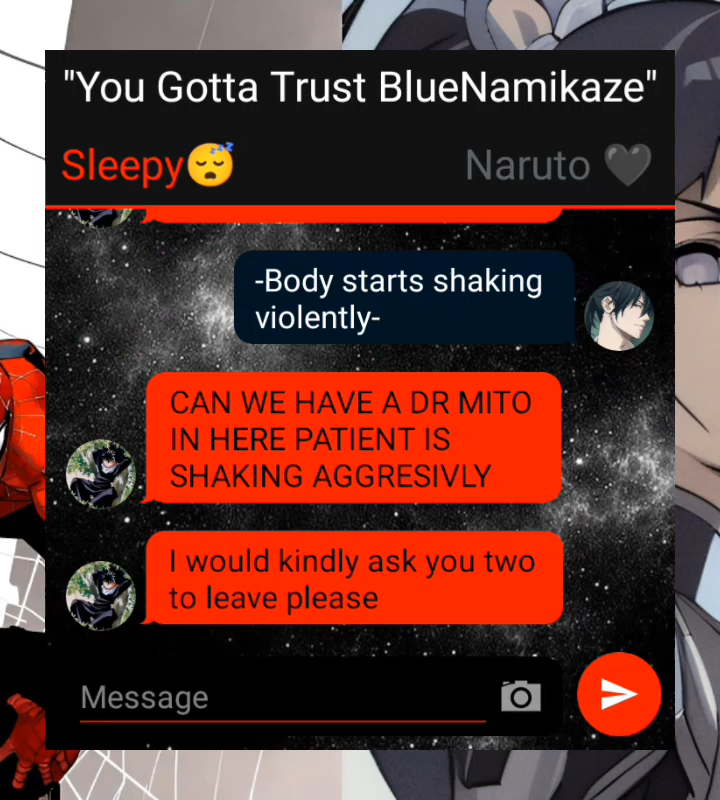 "You Gotta Trust BlueNamikaze"
Sleepy😴 Naruto 🖤
-Body starts shaking
violently-
CAN WE HAVE A DR MITO
IN HERE PATIENT IS
SHAKING AGGRESIVLY
I would kindly ask you two
to leave please
Message